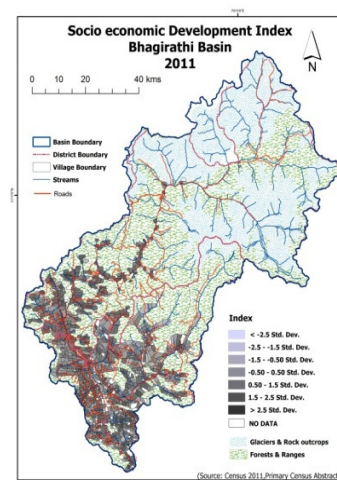 Socio economic Development Index
Bhagirathi Basin
2011
0 20 40 kms
N
Basin Boundary
District Boundary
Village Boundary
Streams
Roads
Index
< -2.5 Std. Dev.
-2.5 - -1.5 Std. Dev.
-1.5 - -0.50 Std. Dev.
-0.50 - 0.50 Std. Dev.
0.50 - 1.5 Std. Dev.
1.5 - 2.5 Std. Dev.
> 2.5 Std. Dev.
NO DATA
Glaciers & Rock outcrops
Forests & Ranges
(Source: Census 2011,Primary Census Abstract